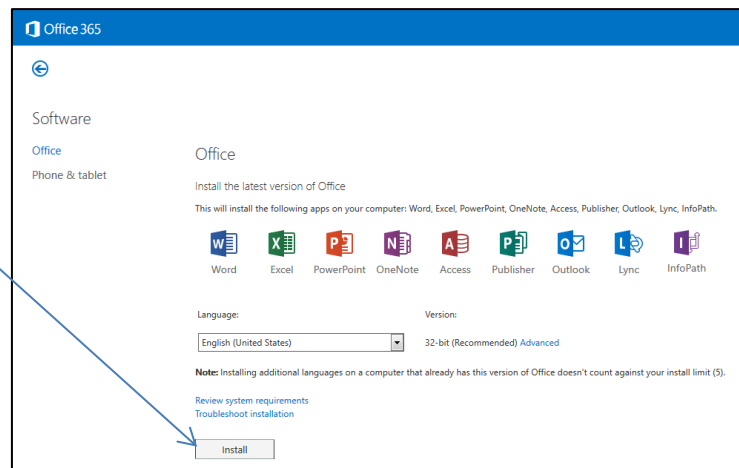 Office 365
Software
Office
Phone & tablet
Office
Install the latest version of Office
This will install the following apps on your computer: Word, Excel, PowerPoint, OneNote, Access, Publisher, Outlook, Lync, InfoPath.
Word Excel PowerPoint OneNote Access Publisher Outlook Lync InfoPath
Language: Version:
English (United States) 32-bit (Recommended) Advanced
Note: Installing additional languages on a computer that already has this version of Office doesn't count against your install limit (5).
Review system requirements
Troubleshoot installation
Install